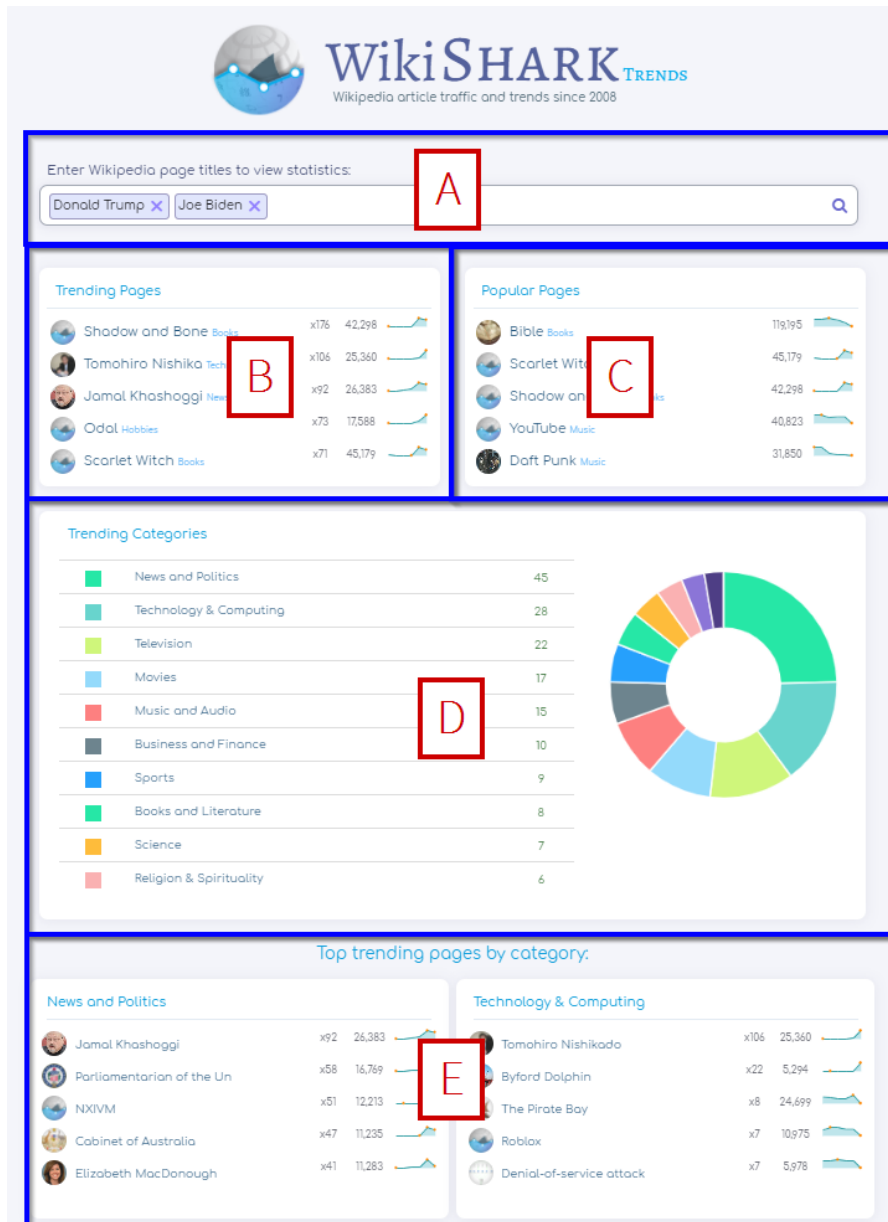 WikiSHARK TRENDS
Wikipedia article traffic and trends since 2008
Enter Wikipedia page titles to view statistics:
A
Donald Trump × Joe Biden ×
Trending Pages
Shadow and Bone Books x176 42,298
Tomohiro Nishika x106 25,360
Jamal Khashoggi x92 26,383
B
Odal Hobbies x73 17,588
Scarlet Witch Books x71 45,179
Popular Pages
Bible Books 119,195
Scarlet 45,179
Shadow 42,298
C
YouTube Music 40,823
Daft Punk Music 31,850
Trending Categories
News and Politics 45
Technology & Computing 28
Television 22
Movies 17
Music and Audio 15
D
Business and Finance 10
Sports 9
Books and Literature 8
Science 7
Religion & Spirituality 6
Top trending pages by category:
News and Politics
Jamal Khashoggi x92 26,383
Parliamentarian of the Un x58 16,769
NXIVM x51 12,213
Cabinet of Australia x47 11,235
Elizabeth MacDonough x41 11,283
E
Technology & Computing
Tomohiro Nishikado x106 25,360
Byford Dolphin x22 5,294
The Pirate Bay x8 24,699
Roblox x7 10,975
Denial-of-service attack x7 5,978